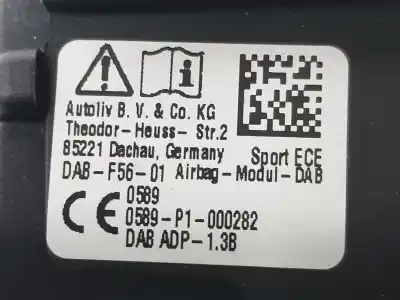 Autoliv B. V. & Co. KG
Theodor-Heuss-Str.2
85221 Dachau, Germany
Sport ECE
DAB-F56-01 Airbag-Modul-DAB
CE 0589
0589-P1-000282
DAB ADP-1.3B